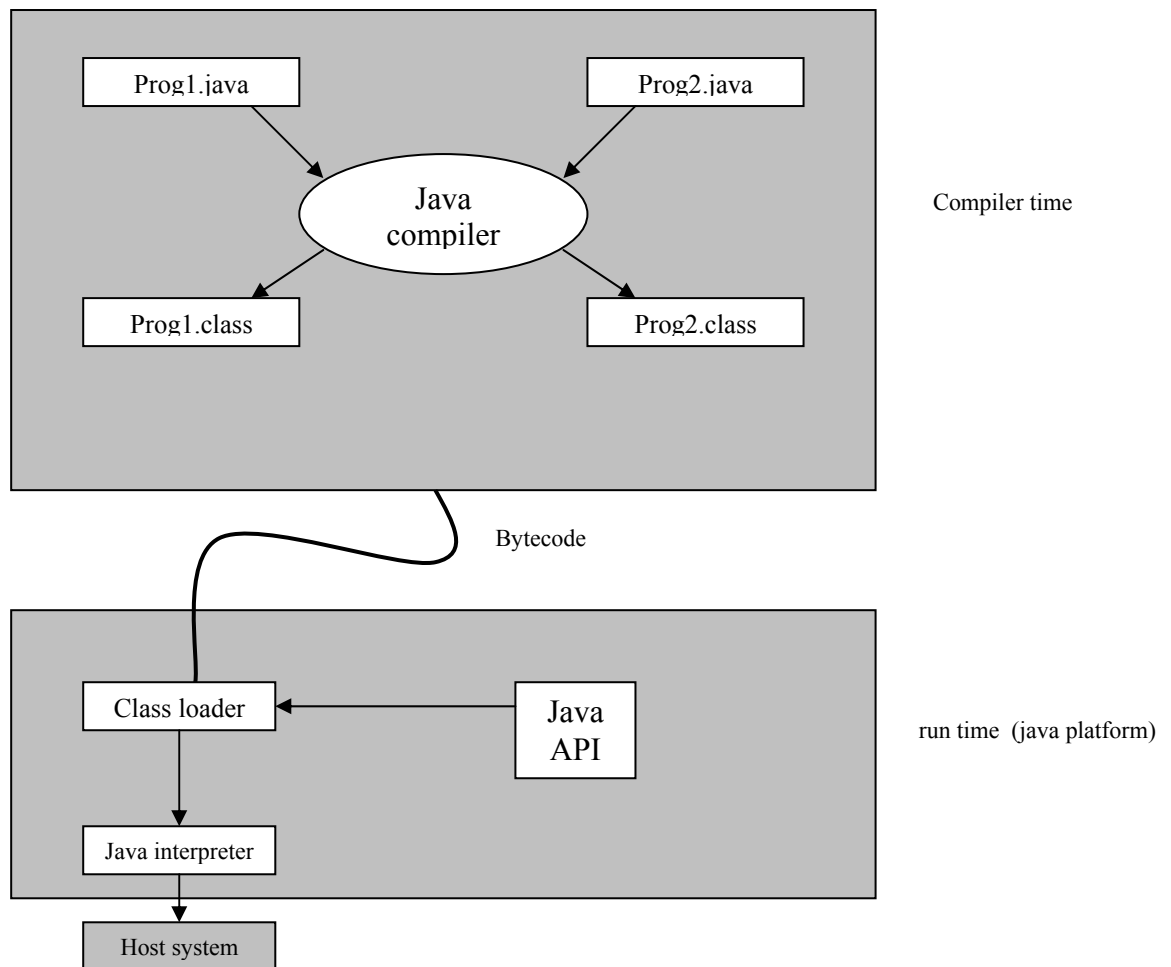 Prog1.java
Prog2.java
Java
compiler
Compiler time
Prog1.class
Prog2.class
Bytecode
Class loader
Java
API
run time (java platform)
Java interpreter
Host system